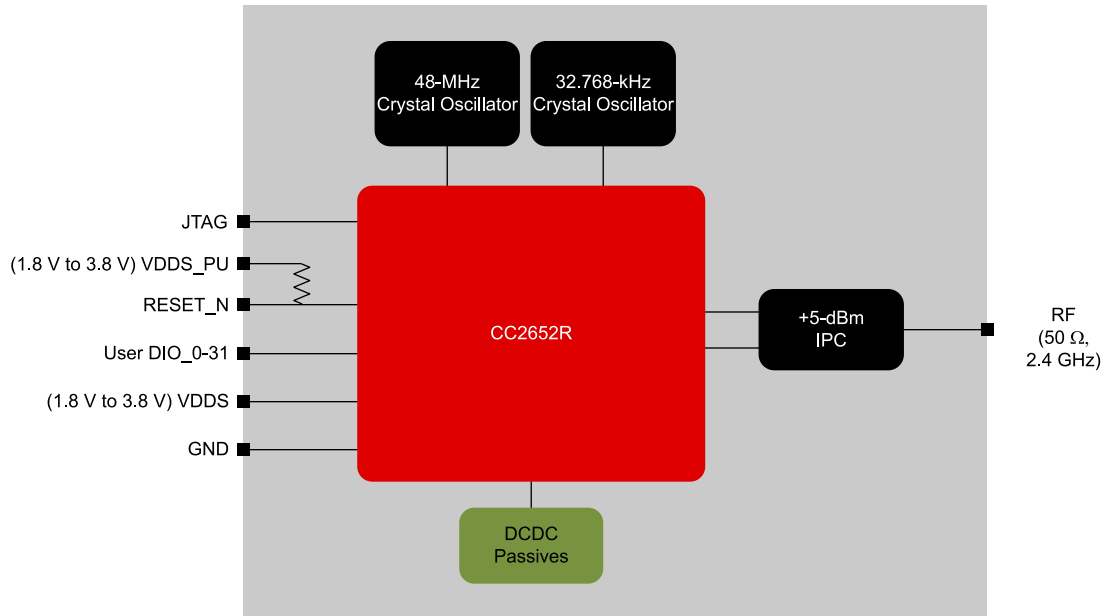 48-MHz
Crystal Oscillator
32.768-kHz
Crystal Oscillator
JTAG
(1.8 V to 3.8 V) VDDS_PU
RESET_N
User DIO_0-31
(1.8 V to 3.8 V) VDDS
GND
CC2652R
+5-dBm
IPC
RF
(50 Ω,
2.4 GHz)
DCDC
Passives